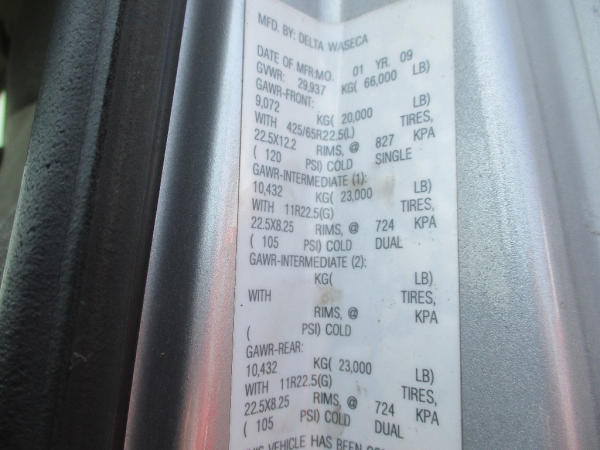 MFD. BY: DELTA WASECA
DATE OF MFR:MO. 01 YR. 09
GVWR: 29,937 KG( 66,000 LB)
GAWR-FRONT:
9,072 KG( 20,000 LB)
WITH 425/65R22.5(L) TIRES,
22.5X12.2 RIMS, @ 827 KPA
( 120 PSI) COLD SINGLE
GAWR-INTERMEDIATE (1):
10,432 KG( 23,000 LB)
WITH 11R22.5(G) TIRES,
22.5X8.25 RIMS, @ 724 KPA
( 105 PSI) COLD DUAL
GAWR-INTERMEDIATE (2):
KG( LB)
WITH TIRES,
RIMS, @ KPA
( PSI) COLD
GAWR-REAR:
10,432 KG( 23,000 LB)
WITH 11R22.5(G) TIRES,
22.5X8.25 RIMS, @ 724 KPA
( 105 PSI) COLD DUAL
THIS VEHICLE HAS BEEN